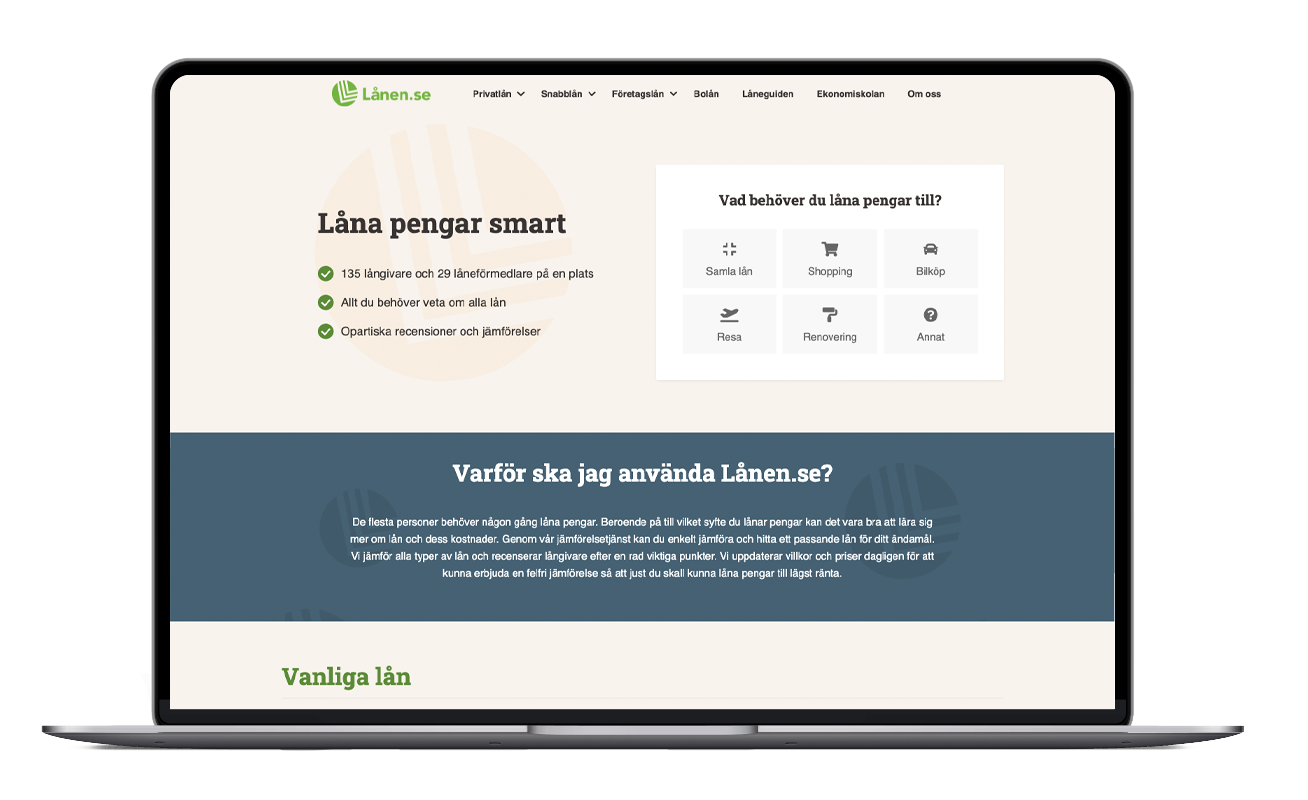 Lånen.se
Privatlån
Snabblån
Företagslån
Bolån
Låneguiden
Ekonomiskolan
Om oss
Låna pengar smart
135 långivare och 29 låneförmedlare på en plats
Allt du behöver veta om alla lån
Opartiska recensioner och jämförelser
Vad behöver du låna pengar till?
Samla lån
Shopping
Bilköp
Resa
Renovering
Annat
Varför ska jag använda Lånen.se?
De flesta personer behöver någon gång låna pengar. Beroende på till vilket syfte du lånar pengar kan det vara bra att lära sig
mer om lån och dess kostnader. Genom vår jämförelsetjänst kan du enkelt jämföra och hitta ett passande lån för ditt ändamål.
Vi jämför alla typer av lån och recenserar långivare efter en rad viktiga punkter. Vi uppdaterar villkor och priser dagligen för att
kunna erbjuda en felfri jämförelse så att just du skall kunna låna pengar till lägst ränta.
Vanliga lån